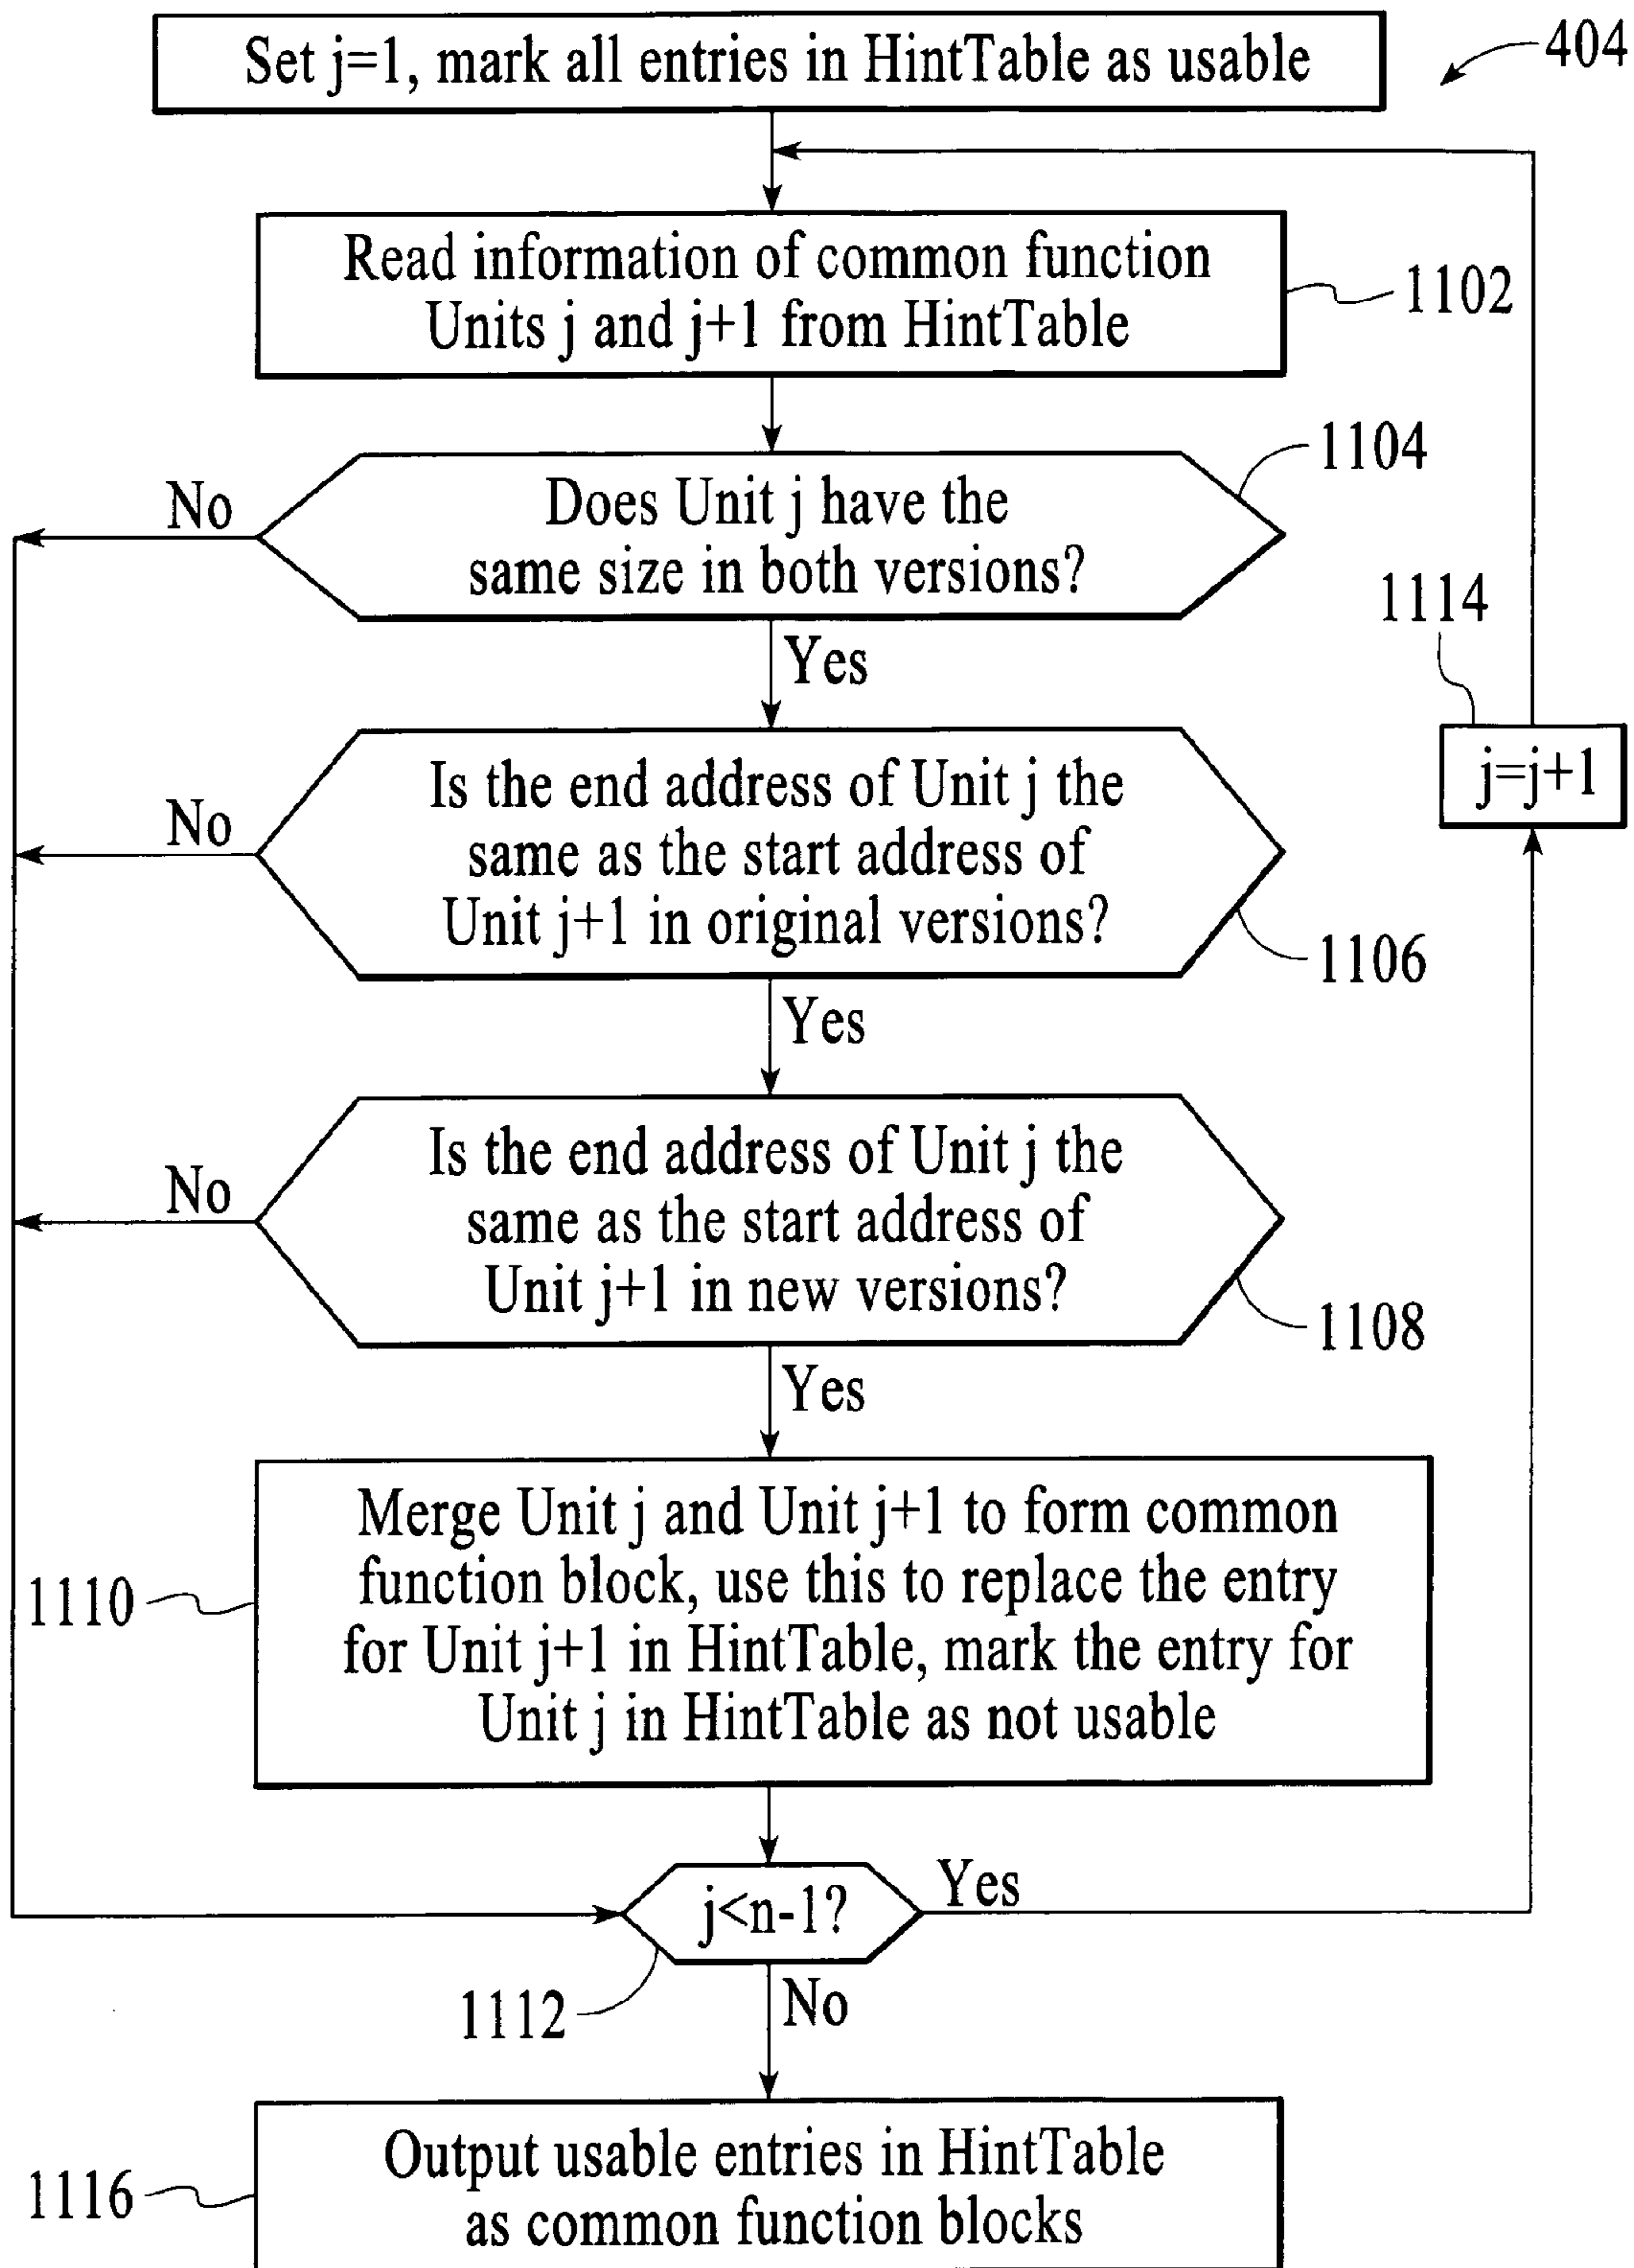 Set j=1, mark all entries in HintTable as usable
404
Read information of common function
Units j and j+1 from HintTable
1102
1104
No
Does Unit j have the
same size in both versions?
Yes
1114
j=j+1
No
Is the end address of Unit j the
same as the start address of
Unit j+1 in original versions?
1106
Yes
No
Is the end address of Unit j the
same as the start address of
Unit j+1 in new versions?
1108
Yes
1110
Merge Unit j and Unit j+1 to form common
function block, use this to replace the entry
for Unit j+1 in HintTable, mark the entry for
Unit j in HintTable as not usable
j<n-1?
Yes
1112
No
1116
Output usable entries in HintTable
as common function blocks